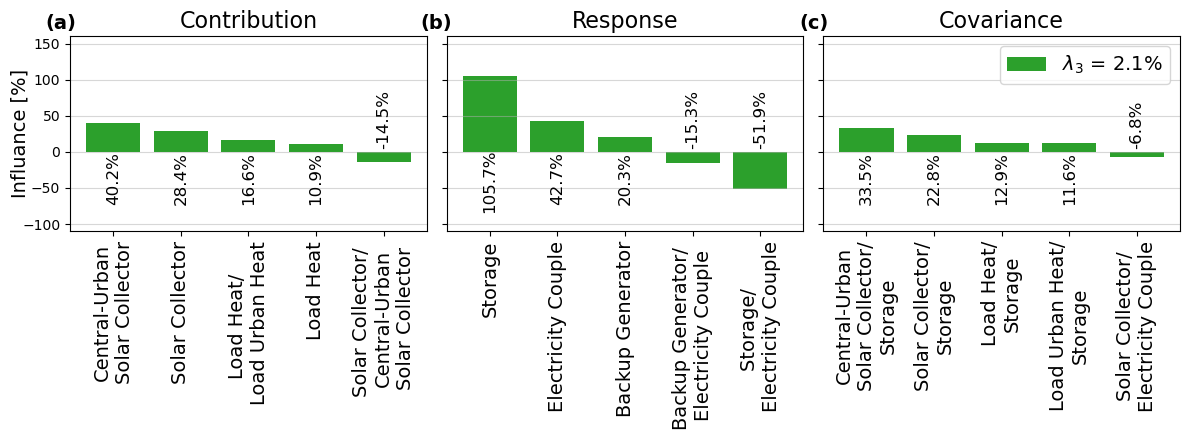 (a)
Contribution
Influance [%]
150
100
50
0
−50
−100
40.2%
28.4%
16.6%
10.9%
-14.5%
Central-Urban
Solar Collector
Solar Collector
Load Heat/
Load Urban Heat
Load Heat
Solar Collector/
Central-Urban
Solar Collector
(b)
Response
105.7%
42.7%
20.3%
-15.3%
-51.9%
Storage
Electricity Couple
Backup Generator
Backup Generator/
Electricity Couple
Storage/
Electricity Couple
(c)
Covariance
λ3 = 2.1%
33.5%
22.8%
12.9%
11.6%
-6.8%
Central-Urban
Solar Collector/
Storage
Solar Collector/
Storage
Load Heat/
Storage
Load Urban Heat/
Storage
Solar Collector/
Electricity Couple